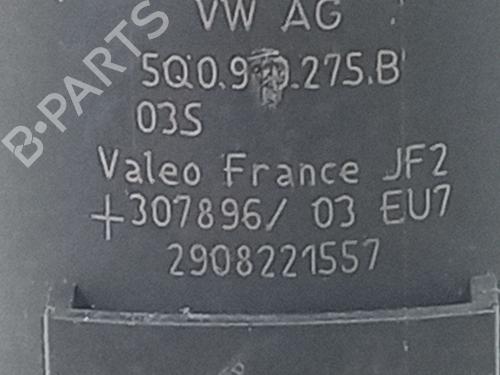 VW AG
B-PARTS
03S
Valeo France JF2
+307896/ 03 EU7
2908221557